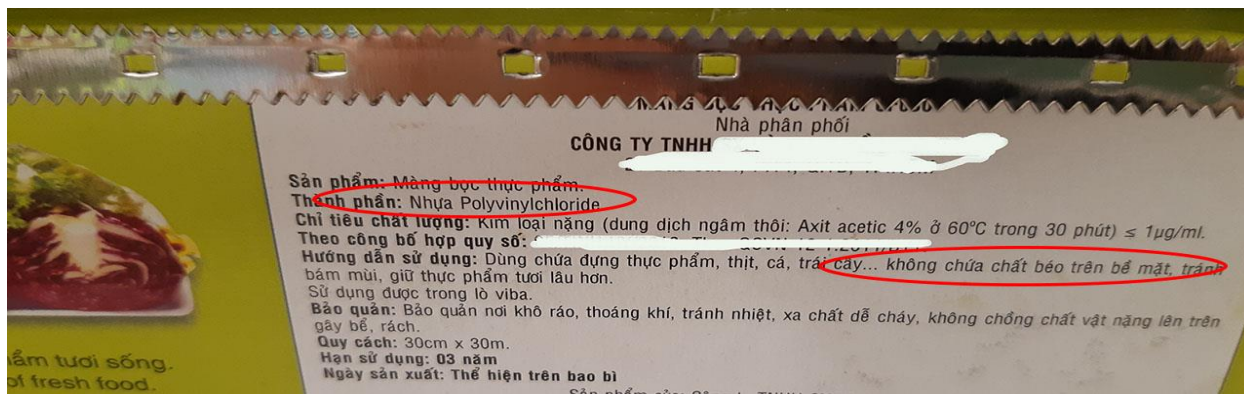 Nhà phân phối
CÔNG TY TNHH
Sản phẩm: Màng bọc thực phẩm.
Thành phần: Nhựa Polyvinylchloride
Chỉ tiêu chất lượng: Kim loại nặng (dung dịch ngâm thôi: Axit acetic 4% ở 60°C trong 30 phút) ≤ 1µg/ml.
Theo công bố hợp quy số:
Hướng dẫn sử dụng: Dùng chứa đựng thực phẩm, thịt, cá, trái cây... không chứa chất béo trên bề mặt, tránh
bám mùi, giữ thực phẩm tươi lâu hơn.
Sử dụng được trong lò viba.
Bảo quản: Bảo quản nơi khô ráo, thoáng khí, tránh nhiệt, xa chất dễ cháy, không chồng chất vật nặng lên trên
gây bể, rách.
Quy cách: 30cm x 30m.
Hạn sử dụng: 03 năm
Ngày sản xuất: Thể hiện trên bao bì
tươi sống.
of fresh food.